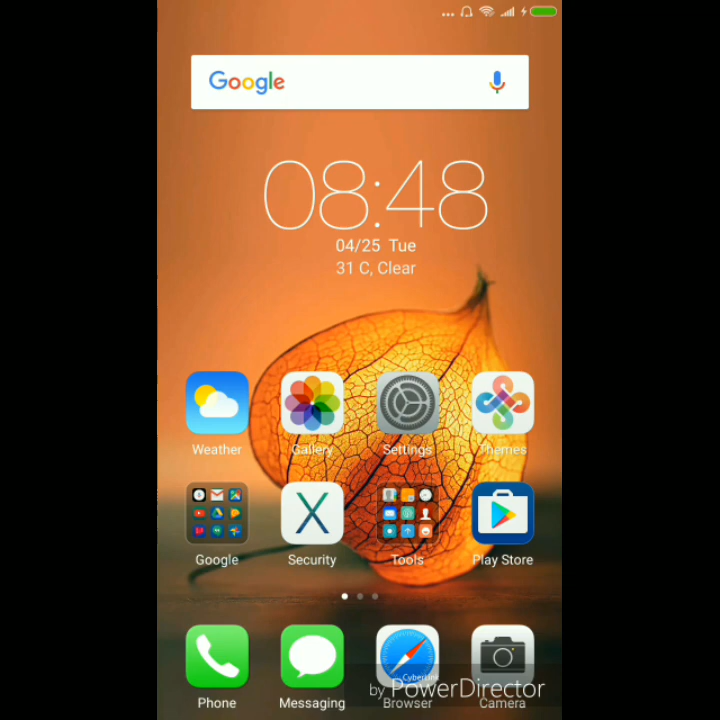 Google
08:48
04/25 Tue
31 C, Clear
Weather
Gallery
Settings
Themes
Google
Security
Tools
Play Store
Phone
Messaging
Browser
Camera
CyberLink
by PowerDirector